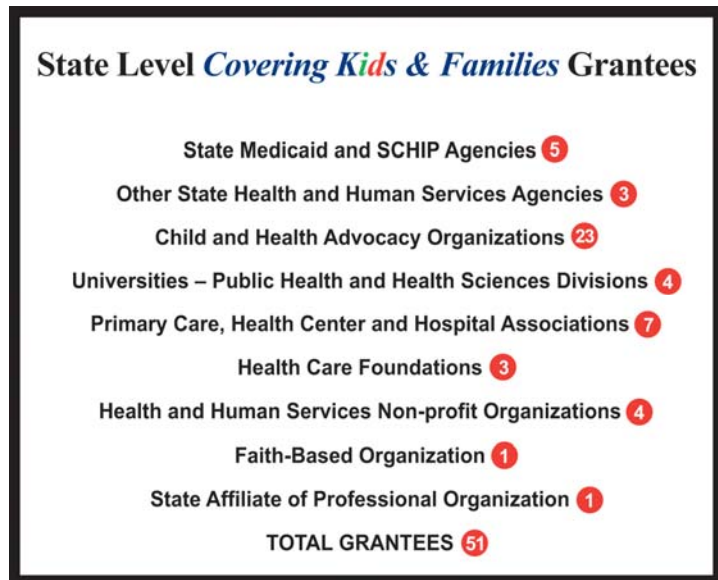 State Level Covering Kids & Families Grantees
State Medicaid and SCHIP Agencies 5
Other State Health and Human Services Agencies 3
Child and Health Advocacy Organizations 23
Universities – Public Health and Health Sciences Divisions 4
Primary Care, Health Center and Hospital Associations 7
Health Care Foundations 3
Health and Human Services Non-profit Organizations 4
Faith-Based Organization 1
State Affiliate of Professional Organization 1
TOTAL GRANTEES 51